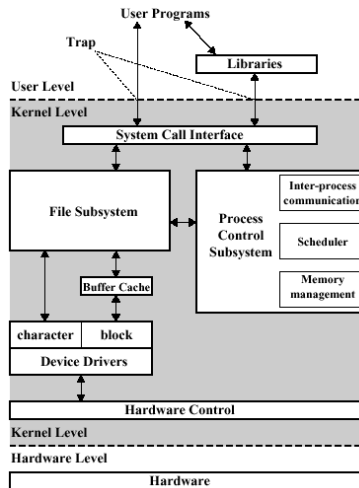 User Programs
Trap
Libraries
User Level
Kernel Level
System Call Interface
File Subsystem
Inter-process
communication
Process
Control
Subsystem
Scheduler
Memory
management
Buffer Cache
character
block
Device Drivers
Hardware Control
Kernel Level
Hardware Level
Hardware